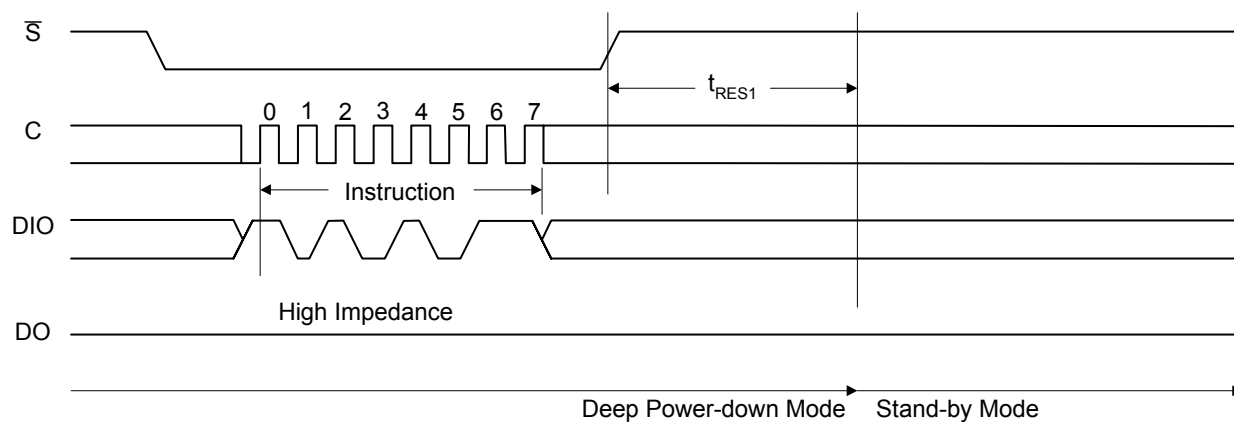 S̅
t_RES1
0 1 2 3 4 5 6 7
C
Instruction
DIO
High Impedance
DO
Deep Power-down Mode Stand-by Mode